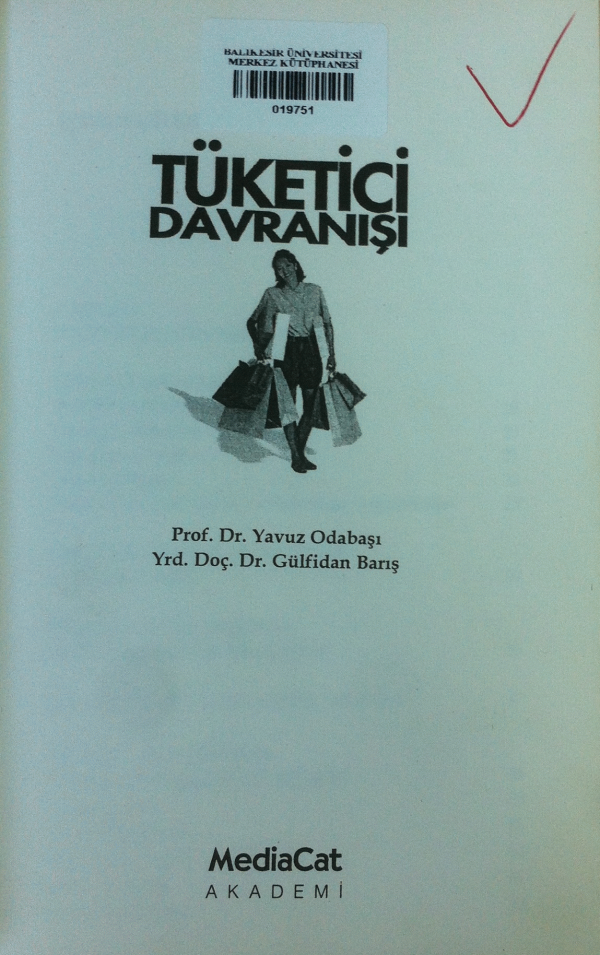 BALIKESİR ÜNİVERSİTESİ
MERKEZ KÜTÜPHANESİ
019751
TÜKETİCİ
DAVRANIŞI
Prof. Dr. Yavuz Odabaşı
Yrd. Doç. Dr. Gülfidan Barış
MediaCat
AKADEMİ